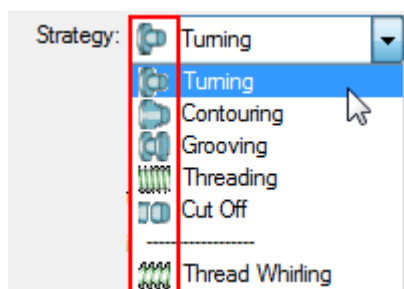 Strategy: Turning
Turning
Contouring
Grooving
Threading
Cut Off
--------------------
Thread Whirling